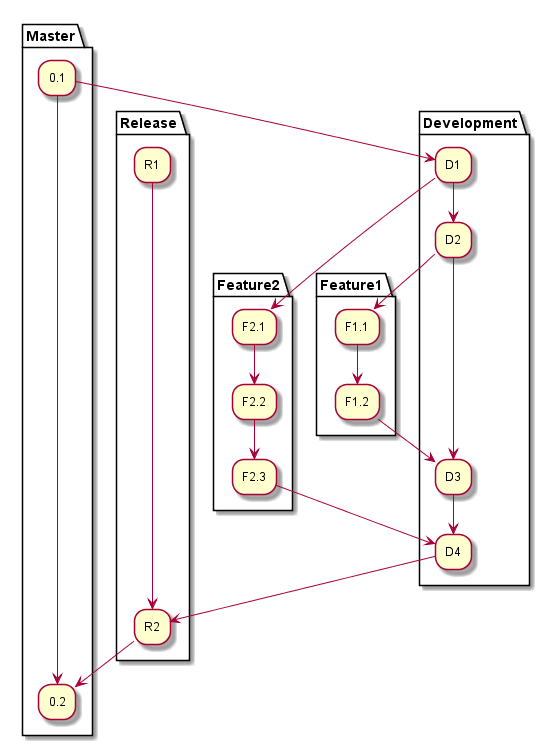 Master
0.1
Release
Development
R1
D1
D2
Feature2
Feature1
F2.1
F1.1
F2.2
F1.2
F2.3
D3
D4
R2
0.2